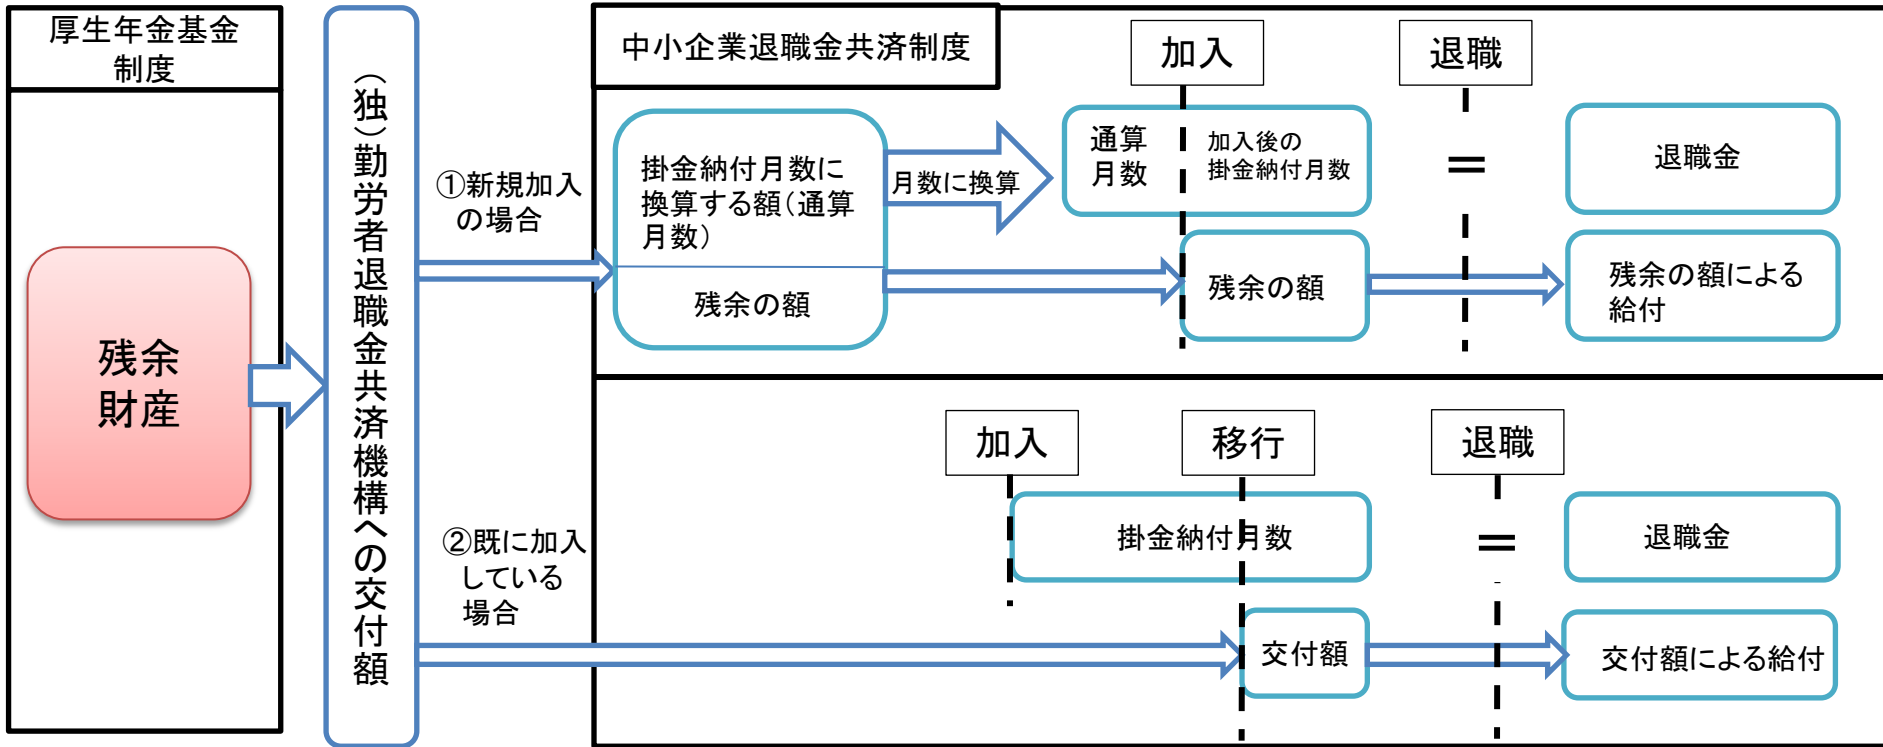 厚生年金基金
制度
残余
財産
（独）勤労者退職金共済機構への交付額
①新規加入
の場合
②既に加入
している
場合
中小企業退職金共済制度
加入
退職
掛金納付月数に
換算する額（通算
月数）
残余の額
月数に換算
通算
月数
加入後の
掛金納付月数
＝
退職金
残余の額
残余の額による
給付
加入
移行
退職
掛金納付月数
＝
退職金
交付額
交付額による給付